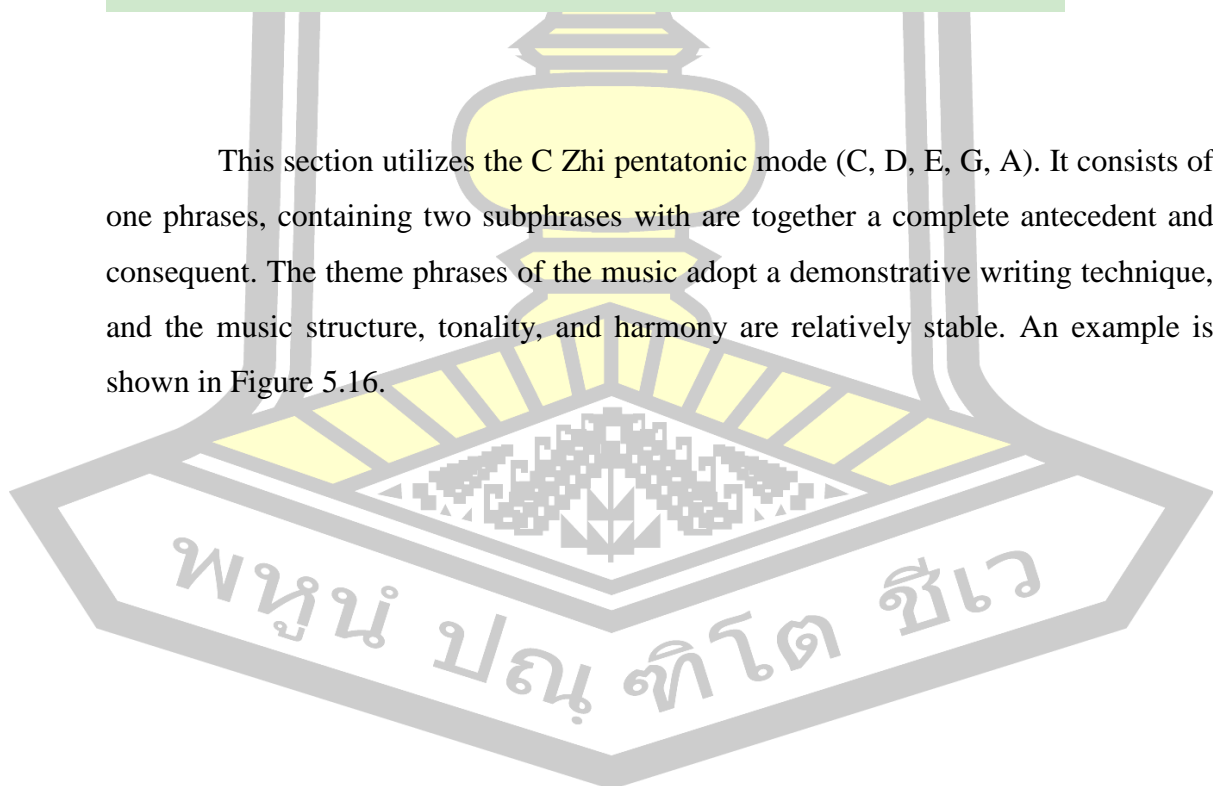 This section utilizes the C Zhi pentatonic mode (C, D, E, G, A). It consists of
one phrases, containing two subphrases with are together a complete antecedent and
consequent. The theme phrases of the music adopt a demonstrative writing technique,
and the music structure, tonality, and harmony are relatively stable. An example is
shown in Figure 5.16.
พหูนํ ปณฺฑิโต ชีเว